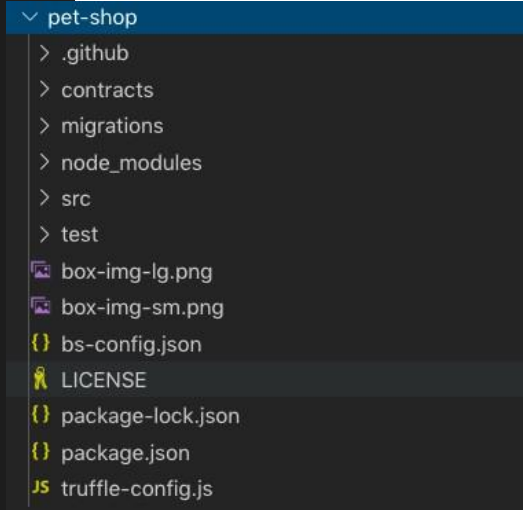 pet-shop
.github
contracts
migrations
node_modules
src
test
box-img-lg.png
box-img-sm.png
{} bs-config.json
LICENSE
{} package-lock.json
{} package.json
JS truffle-config.js